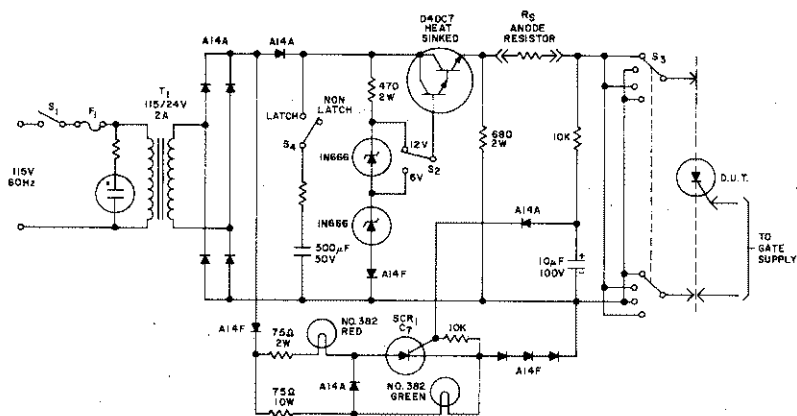 D40C7
HEAT
SINKED
RS
ANODE
RESISTOR
A14A
A14A
S3
S1
F1
T1
115/24V
2A
470
2W
NON
LATCH
LATCH
S4
12V
S2
6V
1N666
1N666
680
2W
10K
115V
60Hz
D.U.T.
A14A
TO
GATE
SUPPLY
500µF
50V
A14F
10µF
100V
+
NO. 382
RED
SCR1
C7
10K
A14F
75Ω
2W
A14F
A14A
NO. 382
GREEN
75Ω
10W